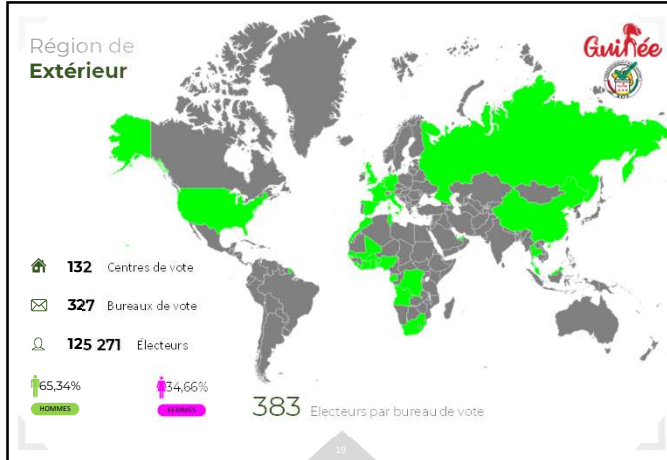 Région de
Extérieur
Guinée
132 Centres de vote
327 Bureaux de vote
125 271 Électeurs
65,34%
HOMMES
34,66%
FEMMES
383 Electeurs par bureau de vote
19